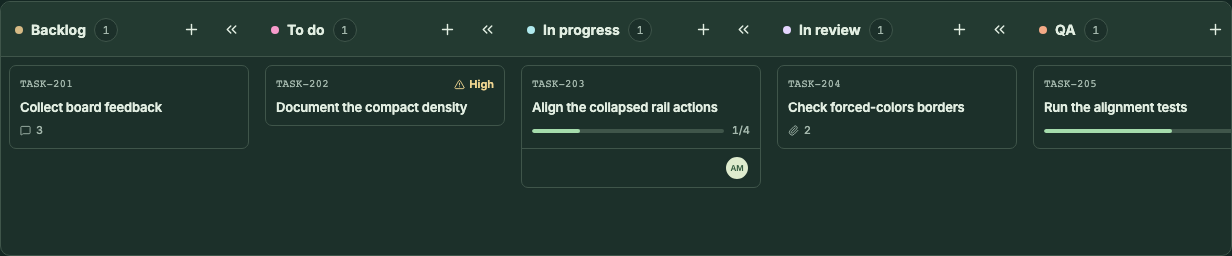 Backlog 1
To do 1
In progress 1
In review 1
QA 1
TASK-201
Collect board feedback
3
TASK-202 High
Document the compact density
TASK-203
Align the collapsed rail actions
1/4
AM
TASK-204
Check forced-colors borders
2
TASK-205
Run the alignment tests